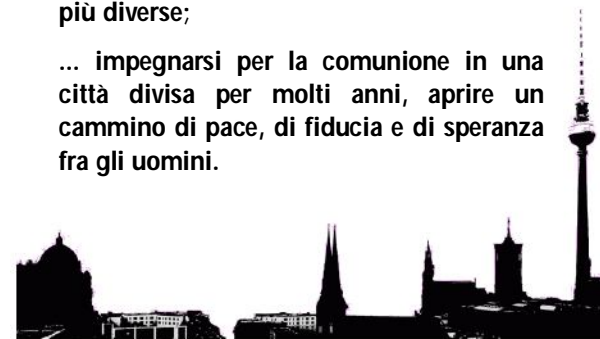 più diverse;
... impegnarsi per la comunione in una
città divisa per molti anni, aprire un
cammino di pace, di fiducia e di speranza
fra gli uomini.